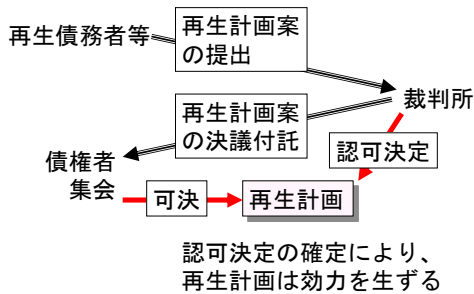 再生債務者等
再生計画案
の提出
裁判所
再生計画案
の決議付託
認可決定
債権者
集会
可決
再生計画
認可決定の確定により、
再生計画は効力を生ずる